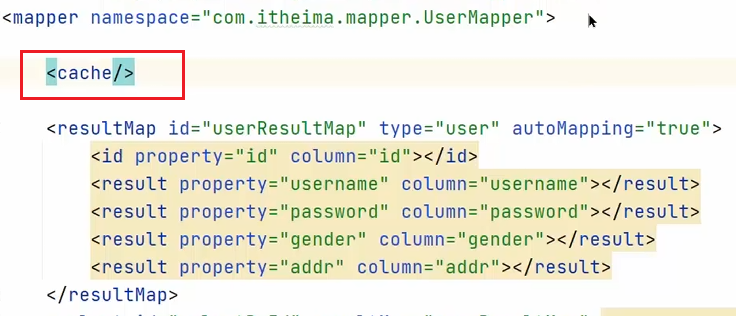 <mapper namespace="com.itheima.mapper.UserMapper">
<cache/>
<resultMap id="userResultMap" type="user" autoMapping="true">
<id property="id" column="id"></id>
<result property="username" column="username"></result>
<result property="password" column="password"></result>
<result property="gender" column="gender"></result>
<result property="addr" column="addr"></result>
</resultMap>